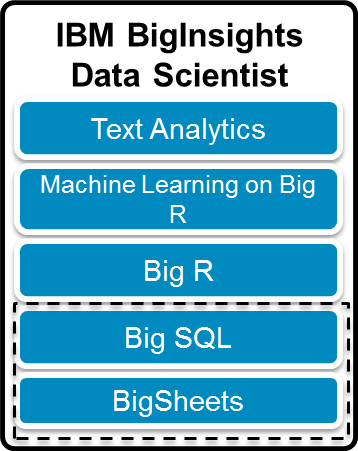 IBM BigInsights
Data Scientist
Text Analytics
Machine Learning on Big
R
Big R
Big SQL
BigSheets